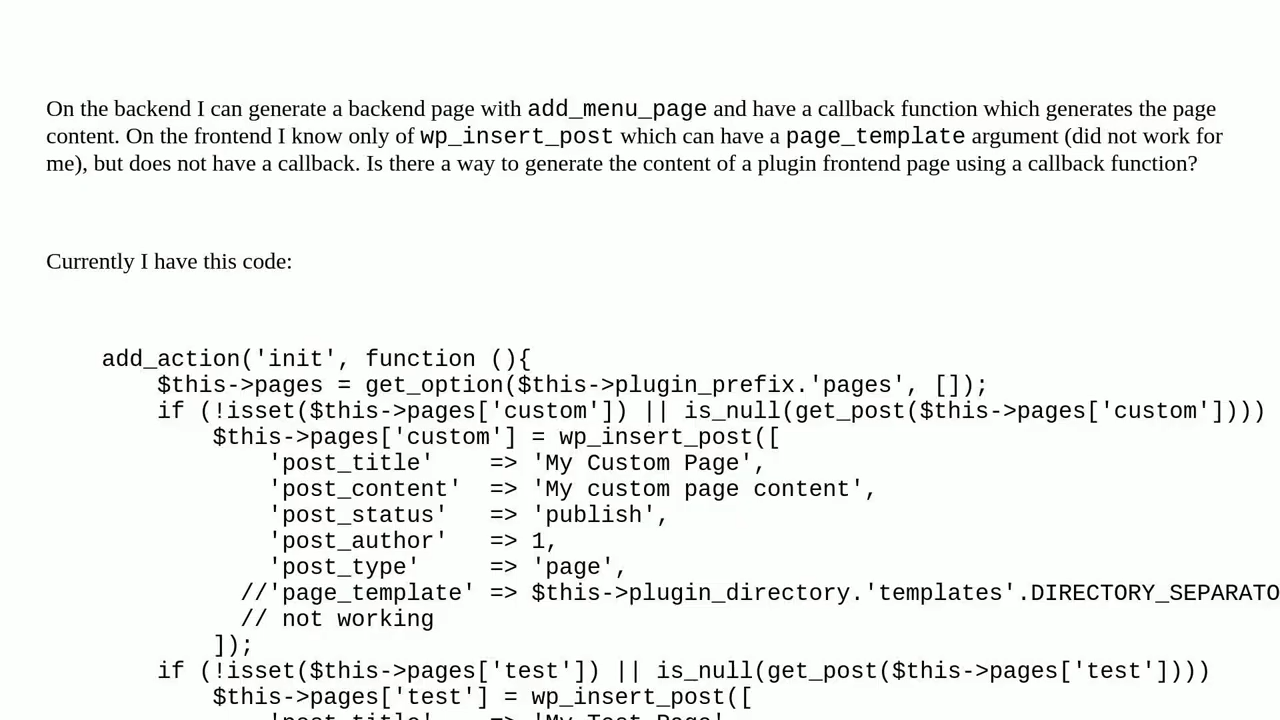 On the backend I can generate a backend page with add_menu_page and have a callback function which generates the page
content. On the frontend I know only of wp_insert_post which can have a page_template argument (did not work for
me), but does not have a callback. Is there a way to generate the content of a plugin frontend page using a callback function?
Currently I have this code:
add_action('init', function (){
    $this->pages = get_option($this->plugin_prefix.'pages', []);
    if (!isset($this->pages['custom']) || is_null(get_post($this->pages['custom'])))
        $this->pages['custom'] = wp_insert_post([
            'post_title'    => 'My Custom Page',
            'post_content'  => 'My custom page content',
            'post_status'   => 'publish',
            'post_author'   => 1,
            'post_type'     => 'page',
          //'page_template' => $this->plugin_directory.'templates'.DIRECTORY_SEPARATO
          // not working
        ]);
    if (!isset($this->pages['test']) || is_null(get_post($this->pages['test'])))
        $this->pages['test'] = wp_insert_post([
            'post_title'    => 'My Test Page',